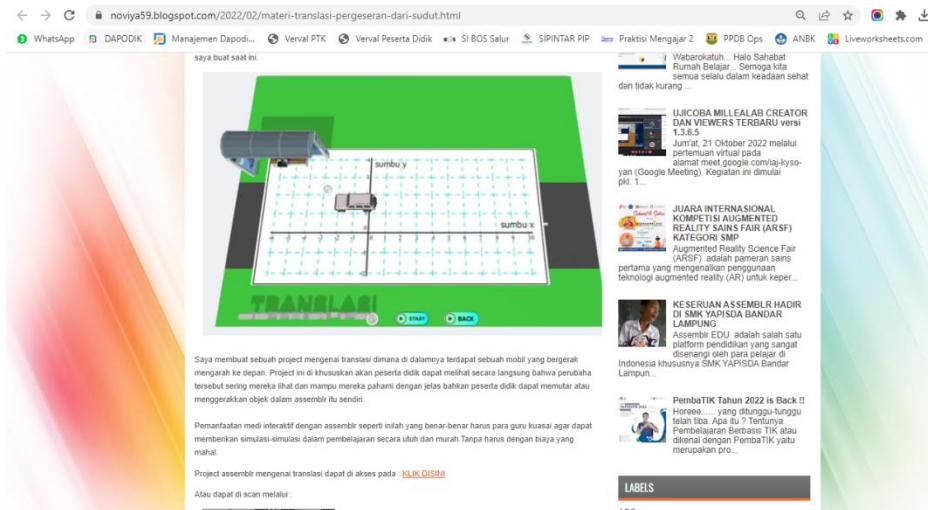 noviya59.blogspot.com/2022/02/materi-translasi-pergeseran-dari-sudut.html
WhatsApp DAPODIK Manajemen Dapodi... Verval PTK Verval Peserta Didik SI BOS Salur SIPINTAR PIP Praktisi Mengajar 2 PPDB Ops ANBK Liveworksheets.com
saya buat saat ini.
sumbu y
sumbu x
TRANSLASI
START
BACK
Saya membuat sebuah project mengenai translasi dimana di dalamnya terdapat sebuah mobil yang bergerak
mengarah ke depan. Project ini di khususkan akan peserta didik dapat melihat secara langsung bahwa perubaha
tersebut sering mereka lihat dan mampu mereka pahami dengan jelas bahkan peserta didik dapat memutar atau
menggerakkan objek dalam assemblr itu sendiri.
Pemanfaatan medi interaktif dengan assemblr seperti inilah yang benar-benar harus para guru kuasai agar dapat
memberikan simulasi-simulasi dalam pembelajaran secara utuh dan murah.Tanpa harus dengan biaya yang
mahal.
Project assemblr mengenai translasi dapat di akses pada : KLIK DISINI
Atau dapat di scan melalui :
Wabarokatuh... Halo Sahabat
Rumah Belajar... Semoga kita
semua selalu dalam keadaan sehat
dan tidak kurang ...
UJICOBA MILLEALAB CREATOR
DAN VIEWERS TERBARU versi
1.3.6.5
Jum'at, 21 Oktober 2022 melalui
pertemuan virtual pada
alamat meet.google.com/iaj-kyso-
yan (Google Meeting). Kegiatan ini dimulai
pkl. 1...
JUARA INTERNASIONAL
KOMPETISI AUGMENTED
REALITY SAINS FAIR (ARSF)
KATEGORI SMP
Augmented Reality Science Fair
(ARSF) adalah pameran sains
pertama yang mengenalkan penggunaan
teknologi augmented reality (AR) untuk keper...
KESERUAN ASSEMBLR HADIR
DI SMK YAPISDA BANDAR
LAMPUNG
Assemblr EDU adalah salah satu
platform pendidikan yang sangat
disenangi oleh para pelajar di
Indonesia khususnya SMK YAPISDA Bandar
Lampun...
PembaTIK Tahun 2022 is Back !!
Horeee...... yang ditunggu-tunggu
telah tiba. Apa itu ? Tentunya
Pembelajaran Berbasis TIK atau
dikenal dengan PembaTIK yaitu
merupakan pro...
LABELS